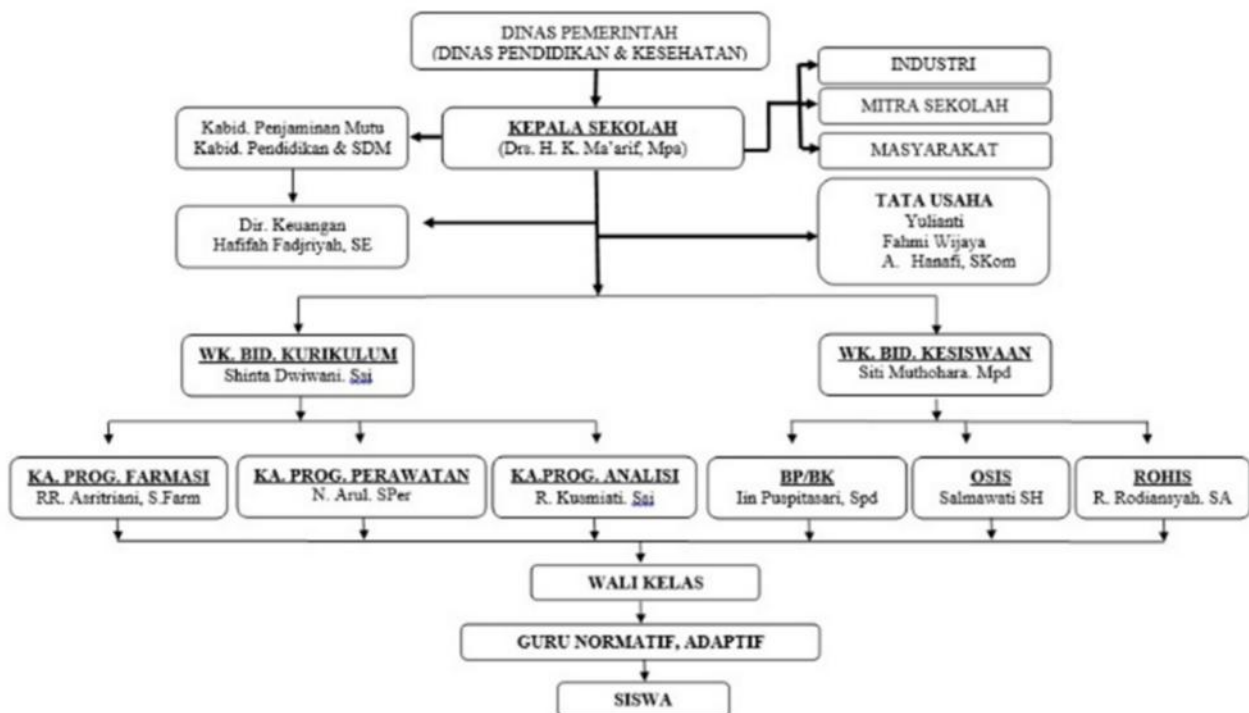 DINAS PEMERINTAH
(DINAS PENDIDIKAN & KESEHATAN)
INDUSTRI
MITRA SEKOLAH
MASYARAKAT
Kabid. Penjaminan Mutu
Kabid. Pendidikan & SDM
KEPALA SEKOLAH
(Drs. H. K. Ma'arif, Mpa)
Dir. Keuangan
Hafifah Fadjriyah, SE
TATA USAHA
Yulianti
Fahmi Wijaya
A. Hanafi, SKom
WK. BID. KURIKULUM
Shinta Dwiwani. Ssi
WK. BID. KESISWAAN
Siti Muthohara. Mpd
KA. PROG. FARMASI
RR. Asritriani, S.Farm
KA. PROG. PERAWATAN
N. Arul. SPer
KA.PROG. ANALISI
R. Kusmiati. Ssi
BP/BK
Iin Puspitasari, Spd
OSIS
Salmawati SH
ROHIS
R. Rodiansyah. SA
WALI KELAS
GURU NORMATIF, ADAPTIF
SISWA